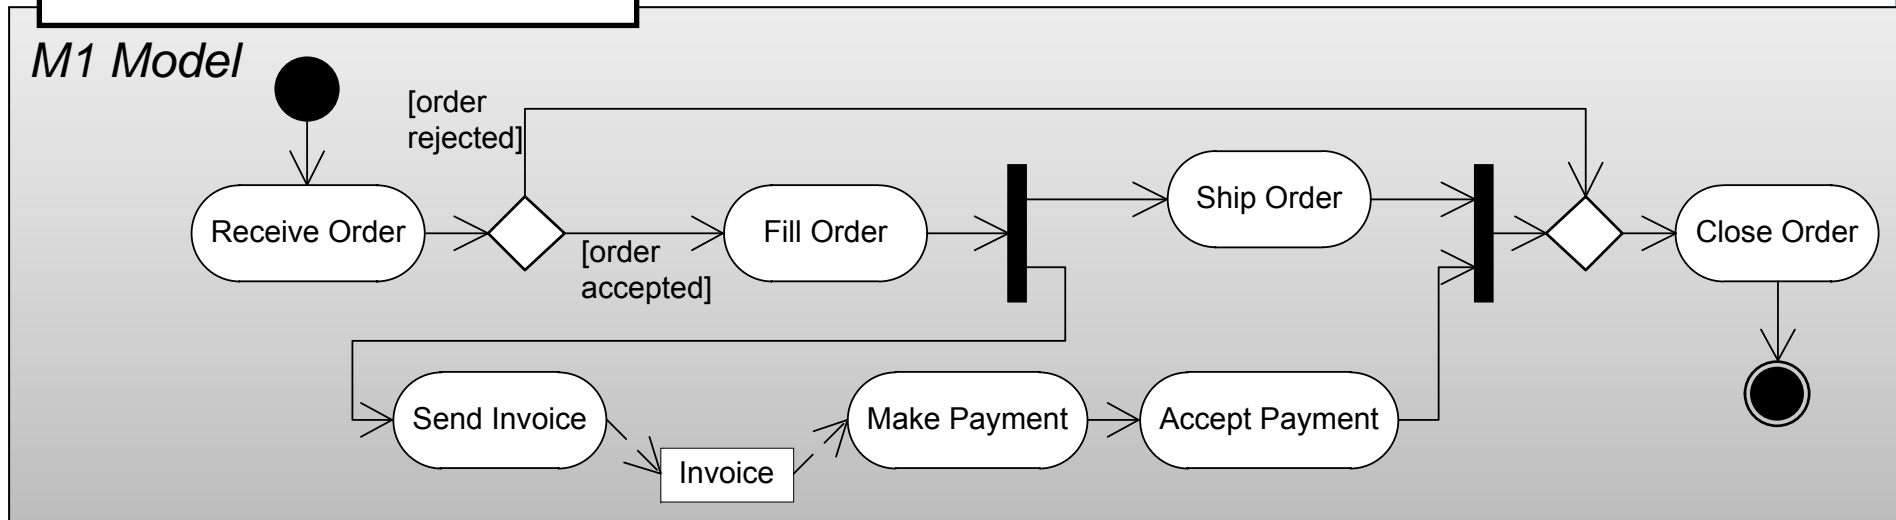 M1 Model
[order
rejected]
Receive Order
[order
accepted]
Fill Order
Ship Order
Close Order
Send Invoice
Invoice
Make Payment
Accept Payment